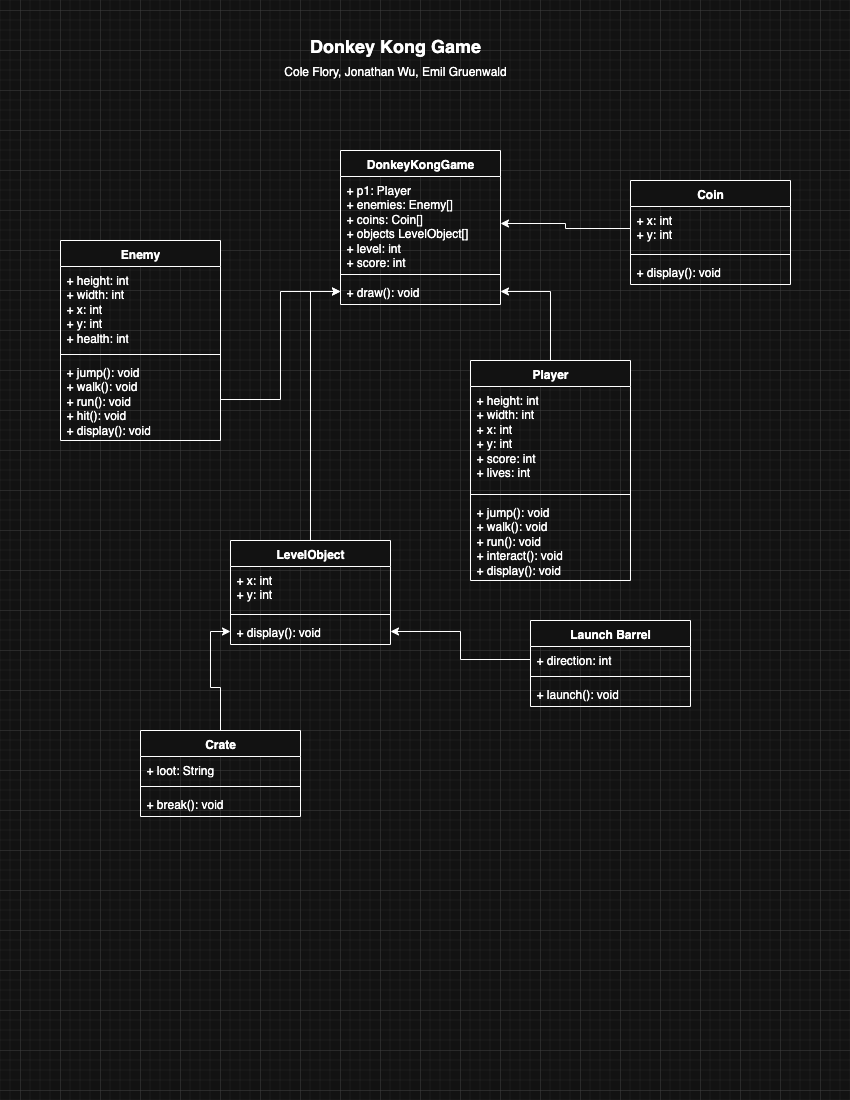 Donkey Kong Game
Cole Flory, Jonathan Wu, Emil Gruenwald
DonkeyKongGame
+ p1: Player
+ enemies: Enemy[]
+ coins: Coin[]
+ objects LevelObject[]
+ level: int
+ score: int
+ draw(): void
Coin
+ x: int
+ y: int
+ display(): void
Enemy
+ height: int
+ width: int
+ x: int
+ y: int
+ health: int
+ jump(): void
+ walk(): void
+ run(): void
+ hit(): void
+ display(): void
Player
+ height: int
+ width: int
+ x: int
+ y: int
+ score: int
+ lives: int
+ jump(): void
+ walk(): void
+ run(): void
+ interact(): void
+ display(): void
LevelObject
+ x: int
+ y: int
+ display(): void
Launch Barrel
+ direction: int
+ launch(): void
Crate
+ loot: String
+ break(): void